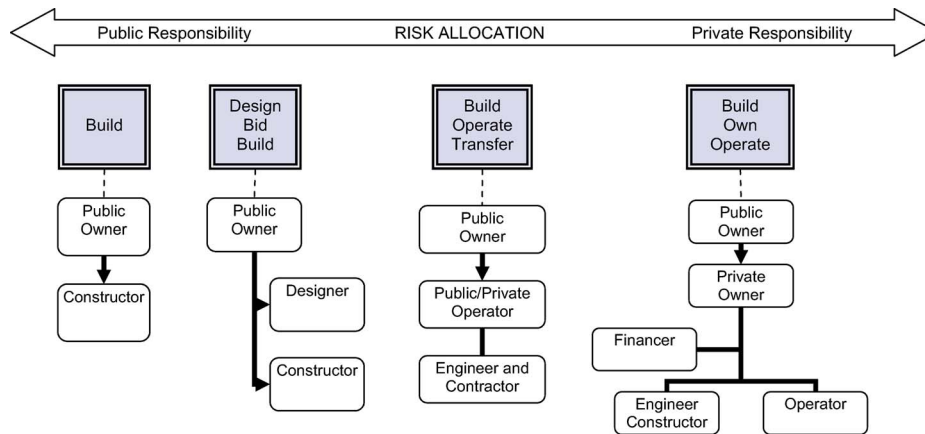 Public Responsibility RISK ALLOCATION Private Responsibility
Build
Design
Bid
Build
Build
Operate
Transfer
Build
Own
Operate
Public
Owner
Constructor
Public
Owner
Designer
Constructor
Public
Owner
Public/Private
Operator
Engineer and
Contractor
Public
Owner
Private
Owner
Financer
Engineer
Constructor
Operator